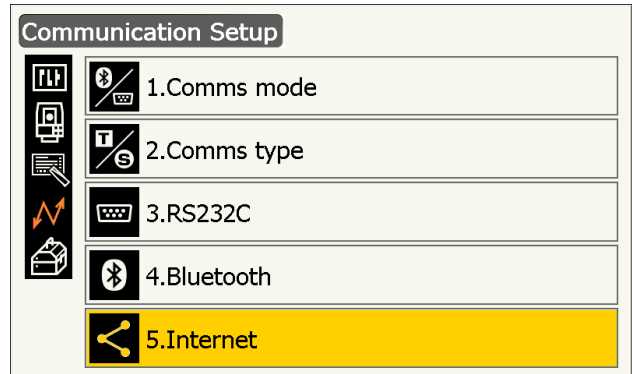 Communication Setup
1.Comms mode
T
S
2.Comms type
3.RS232C
4.Bluetooth
5.Internet